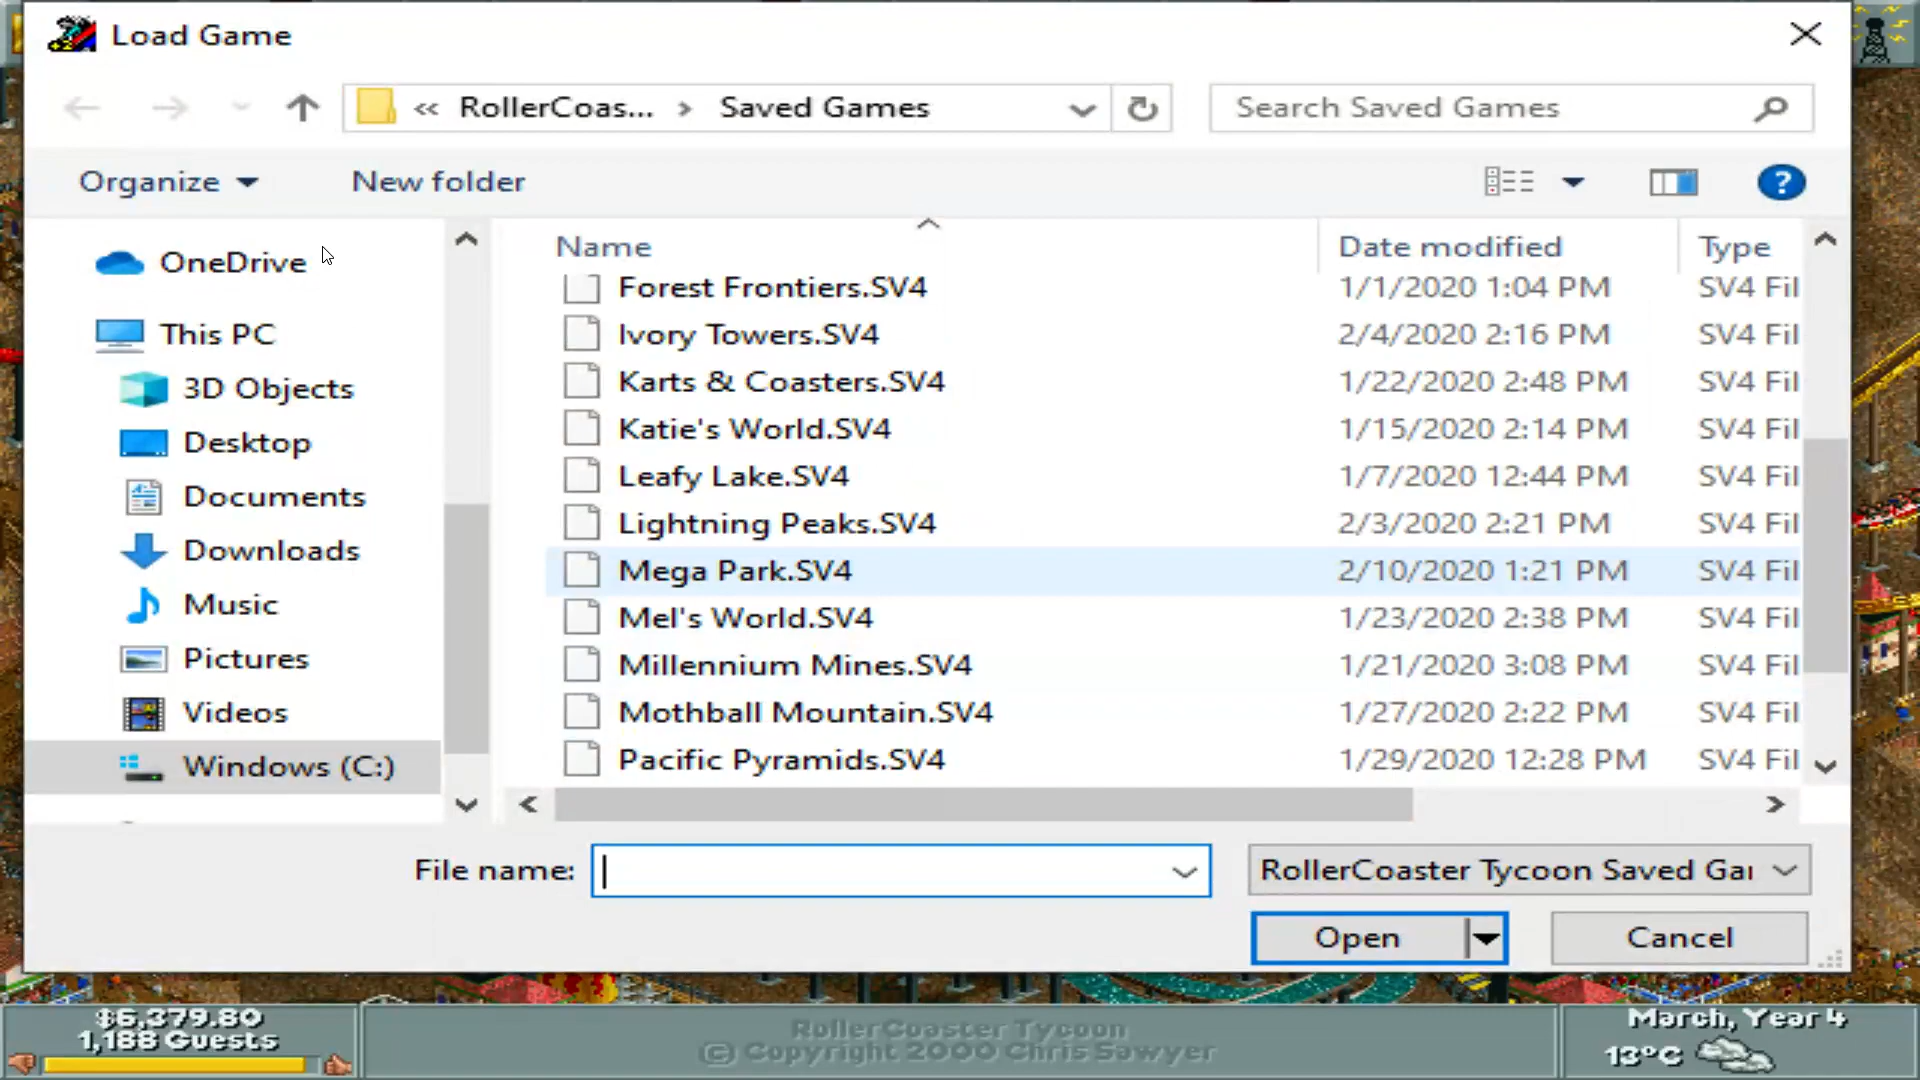 Load Game
« RollerCoas... > Saved Games
Search Saved Games
Organize
New folder
OneDrive
This PC
3D Objects
Desktop
Documents
Downloads
Music
Pictures
Videos
Windows (C:)
Name Date modified Type
Forest Frontiers.SV4 1/1/2020 1:04 PM SV4 Fil
Ivory Towers.SV4 2/4/2020 2:16 PM SV4 Fil
Karts & Coasters.SV4 1/22/2020 2:48 PM SV4 Fil
Katie's World.SV4 1/15/2020 2:14 PM SV4 Fil
Leafy Lake.SV4 1/7/2020 12:44 PM SV4 Fil
Lightning Peaks.SV4 2/3/2020 2:21 PM SV4 Fil
Mega Park.SV4 2/10/2020 1:21 PM SV4 Fil
Mel's World.SV4 1/23/2020 2:38 PM SV4 Fil
Millennium Mines.SV4 1/21/2020 3:08 PM SV4 Fil
Mothball Mountain.SV4 1/27/2020 2:22 PM SV4 Fil
Pacific Pyramids.SV4 1/29/2020 12:28 PM SV4 Fil
File name:
RollerCoaster Tycoon Saved Gai
Open
Cancel
$6,379.80
1,188 Guests
RollerCoaster Tycoon
© Copyright 2000 Chris Sawyer
March, Year 4
13°C